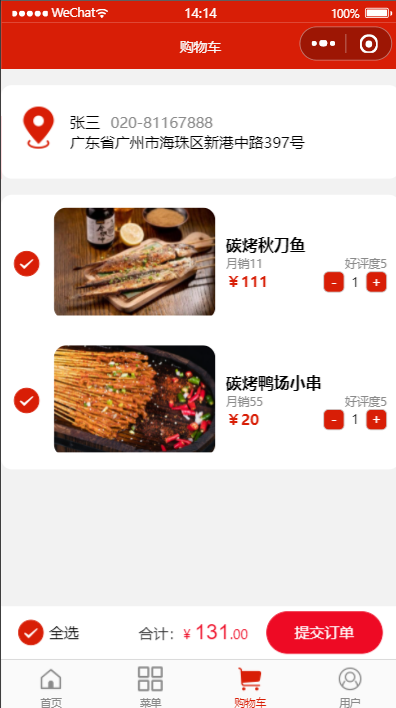 WeChat 14:14 100%
购物车
张三 020-81167888
广东省广州市海珠区新港中路397号
碳烤秋刀鱼
月销11 好评度5
￥111 - 1 +
碳烤鸭场小串
月销55 好评度5
￥20 - 1 +
全选 合计：￥131.00 提交订单
首页 菜单 购物车 用户